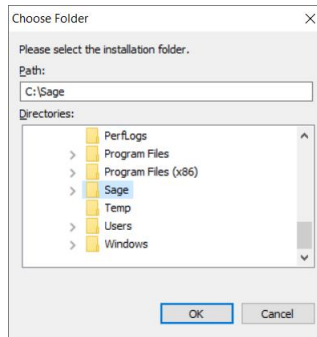 Choose Folder
Please select the installation folder.
Path:
C:\Sage
Directories:
PerfLogs
Program Files
Program Files (x86)
Sage
Temp
Users
Windows
OK Cancel